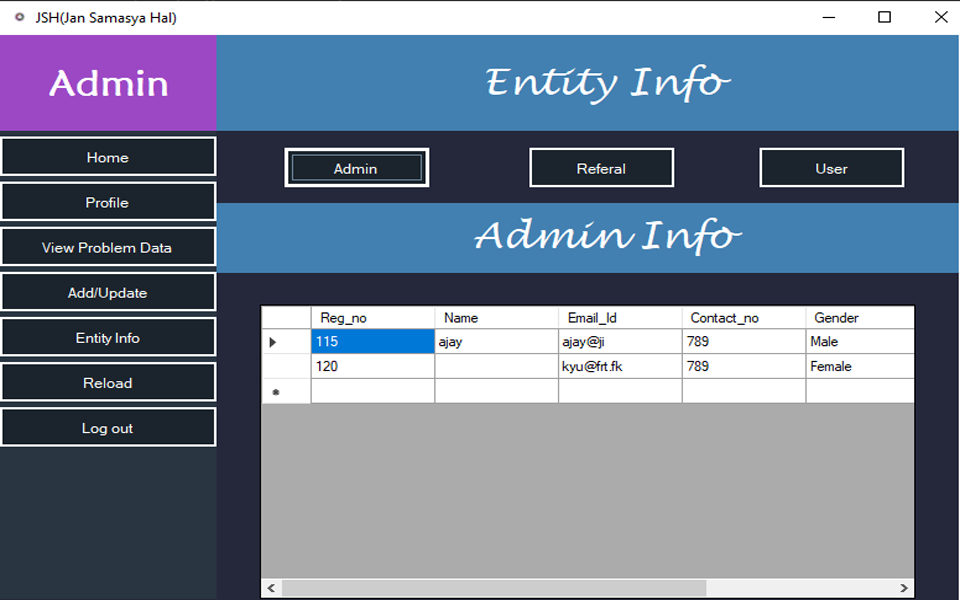 JSH(Jan Samasya Hal)
Admin
Entity Info
Home
Profile
View Problem Data
Add/Update
Entity Info
Reload
Log out
Admin Referal User
Admin Info
Reg_no Name Email_Id Contact_no Gender
115 ajay ajay@ji 789 Male
120 kyu@frt.fk 789 Female